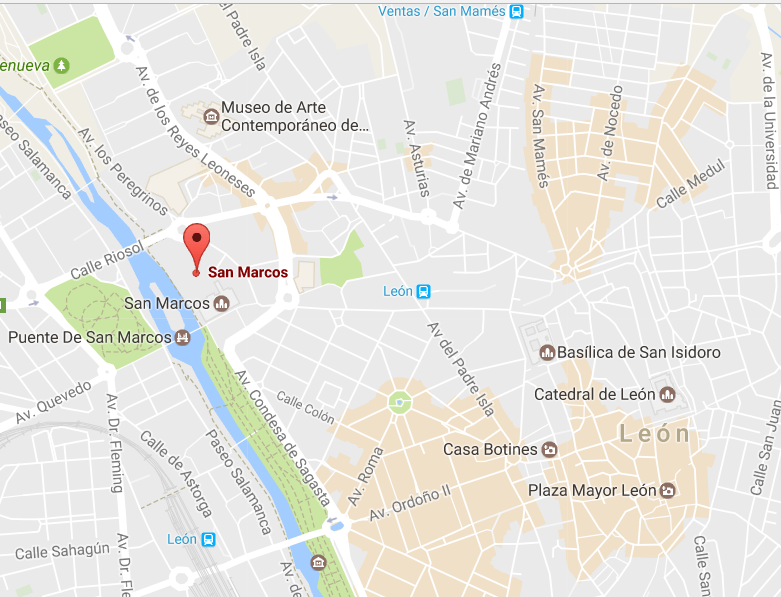 Ventas / San Mamés
Av. del Padre Isla
enueva
Av. de los Reyes Leoneses
Museo de Arte
Contemporáneo de...
Av. de Mariano Andrés
Av. San Mamés
Av. de Nocedo
Av. de la Universidad
Paseo Salamanca
Av. los Peregrinos
Av. Asturias
Calle Medul
Calle Riosol
San Marcos
León
San Marcos
Puente De San Marcos
Av del Padre Isla
Basílica de San Isidoro
Av. Quevedo
Av. Condesa de Sagasta
Calle Colón
Catedral de León
León
Calle San Juan
Av. Dr. Fleming
Calle de Astorga
Paseo Salamanca
Av. Roma
Casa Botines
Av. Ordoño II
Plaza Mayor León
León
Calle Sahagún
Av. Dr. Fle
Av. de
Calle San